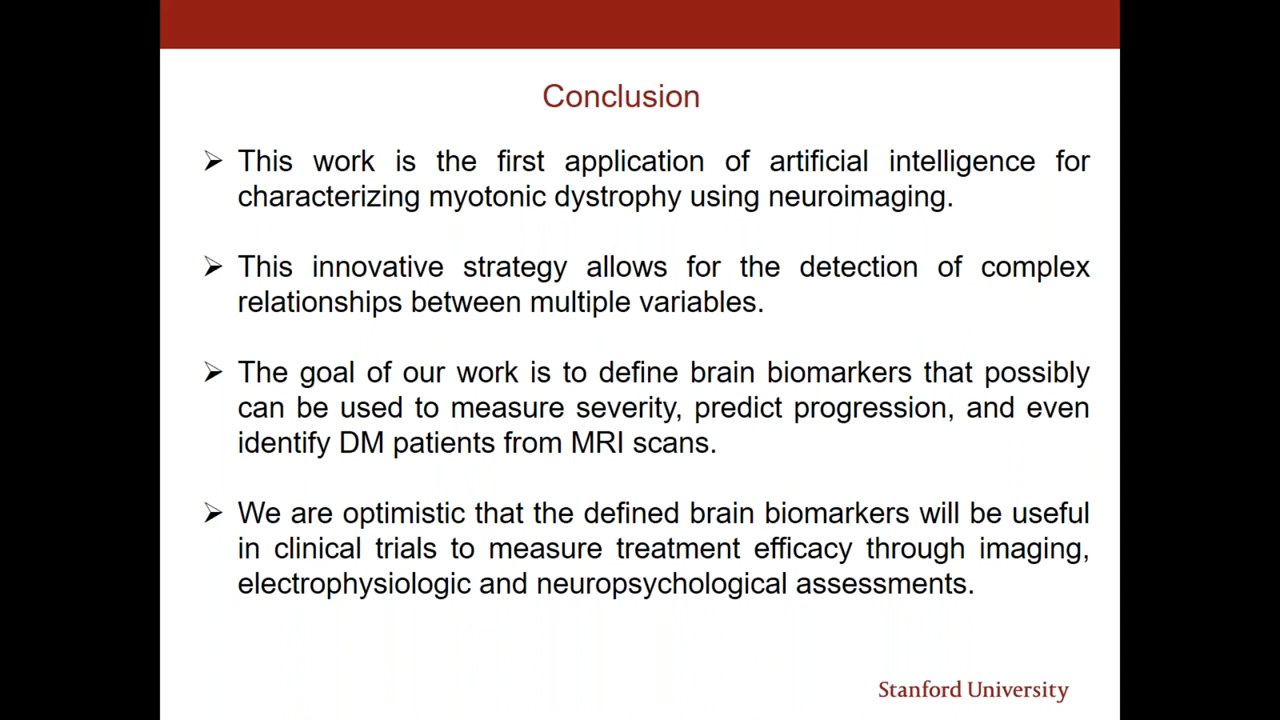 Conclusion
➢ This work is the first application of artificial intelligence for
characterizing myotonic dystrophy using neuroimaging.
➢ This innovative strategy allows for the detection of complex
relationships between multiple variables.
➢ The goal of our work is to define brain biomarkers that possibly
can be used to measure severity, predict progression, and even
identify DM patients from MRI scans.
➢ We are optimistic that the defined brain biomarkers will be useful
in clinical trials to measure treatment efficacy through imaging,
electrophysiologic and neuropsychological assessments.
Stanford University